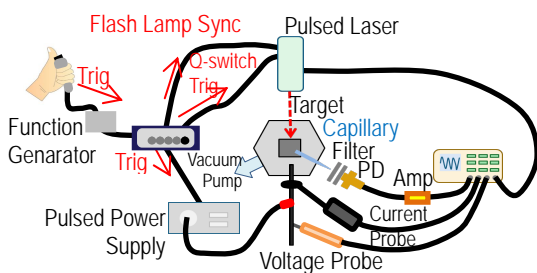 Flash Lamp Sync
Pulsed Laser
Trig
Q-switch
Trig
Function
Genarator
Trig
Target
Capillary
Filter
PD
Vacuum
Pump
Amp
Pulsed Power
Supply
Current
Probe
Voltage Probe